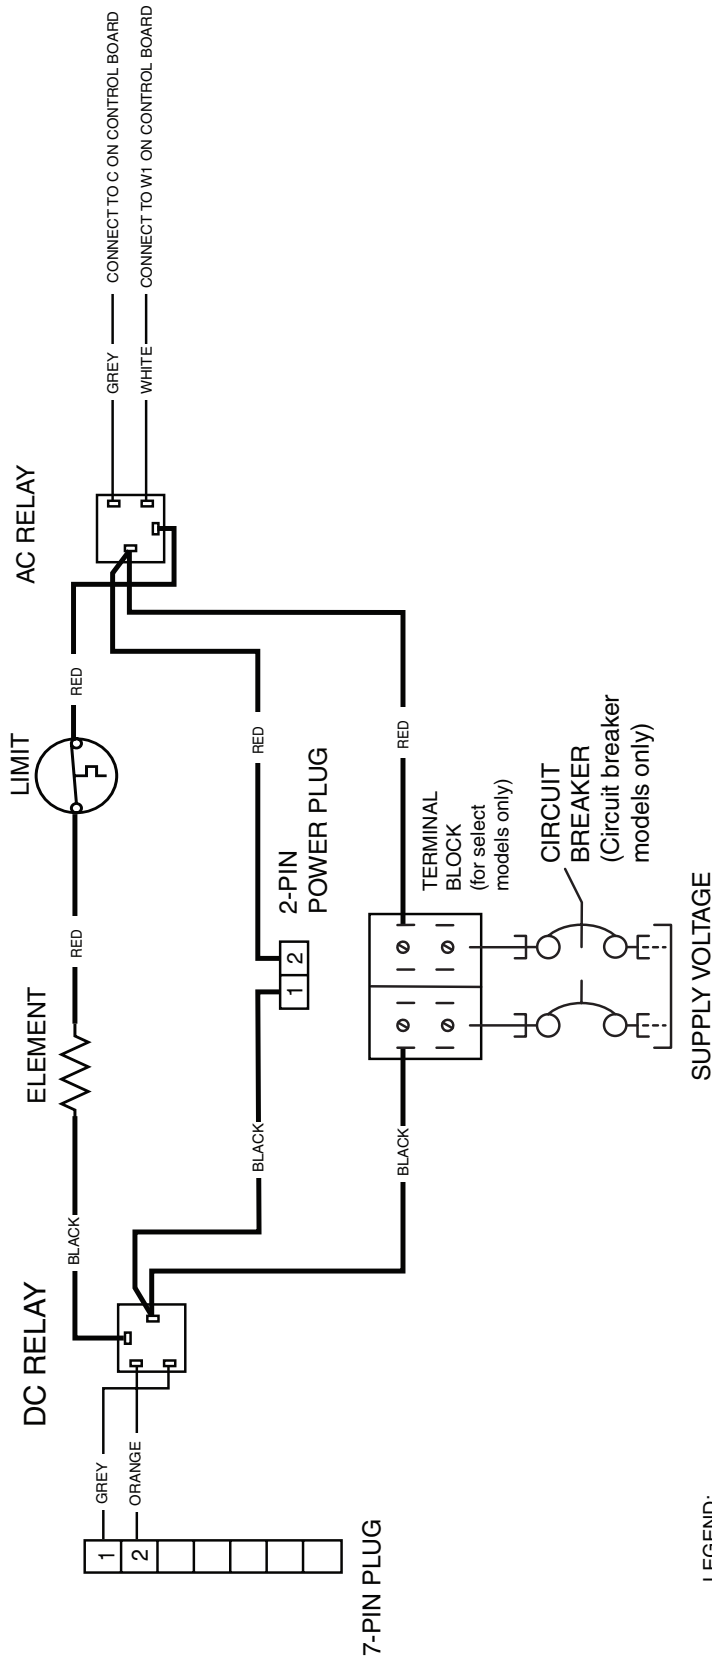 DC RELAY
ELEMENT
LIMIT
AC RELAY
BLACK
RED
RED
GREY
CONNECT TO C ON CONTROL BOARD
WHITE
CONNECT TO W1 ON CONTROL BOARD
GREY
ORANGE
1
2
7-PIN PLUG
BLACK
1
2
2-PIN
POWER PLUG
RED
BLACK
RED
TERMINAL
BLOCK
(for select
models only)
CIRCUIT
BREAKER
(Circuit breaker
models only)
SUPPLY VOLTAGE
LEGEND: